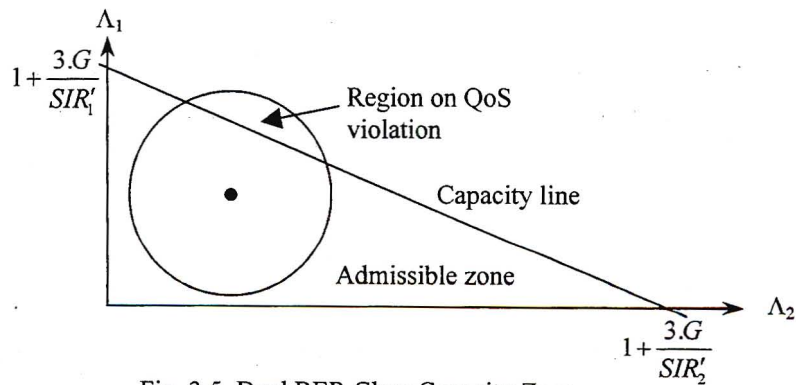 Λ₁
1 + 3.G / SIR′₁
Region on QoS
violation
Capacity line
Admissible zone
Λ₂
1 + 3.G / SIR′₂
Fig. 3.5 Dual BER-Class Capacity